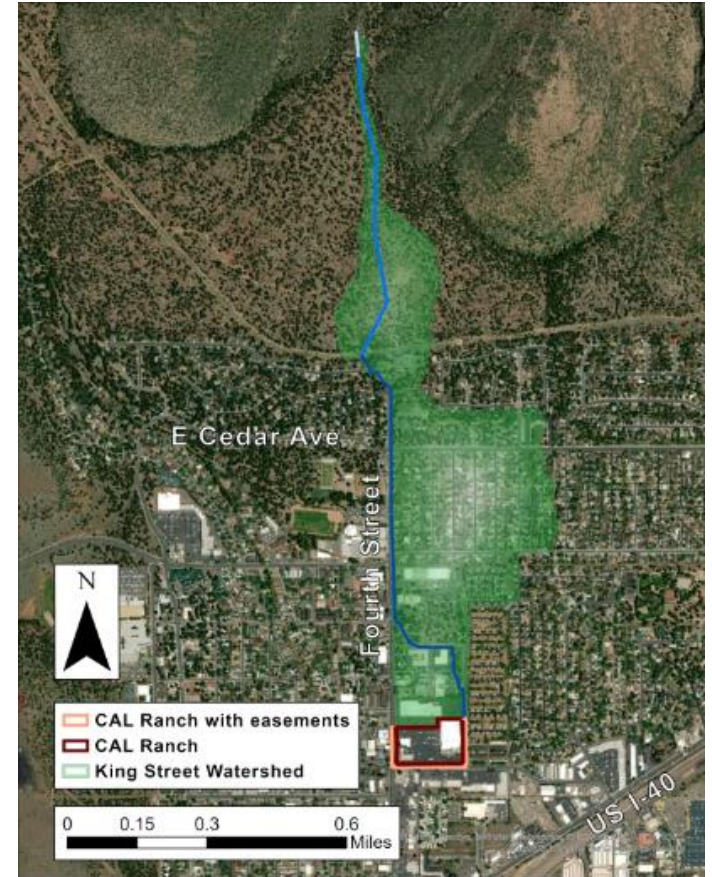 E Cedar Ave
Fourth Street
N
CAL Ranch with easements
CAL Ranch
King Street Watershed
0 0.15 0.3 0.6
Miles
US I-40